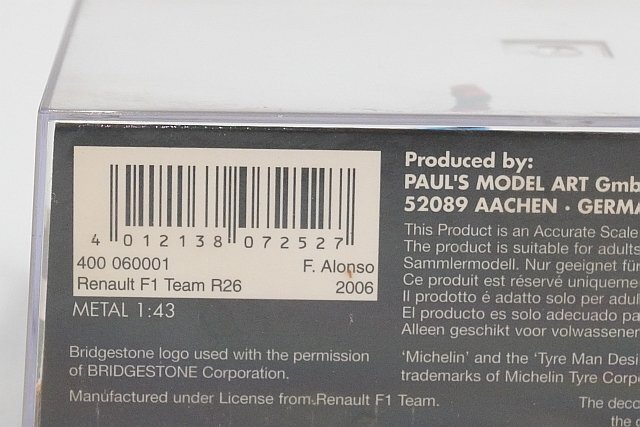 4 012138 072527
400 060001 F. Alonso
Renault F1 Team R26 2006
METAL 1:43
Bridgestone logo used with the permission
of BRIDGESTONE Corporation.
Manufactured under License from Renault F1 Team.
Produced by:
PAUL'S MODEL ART Gmb
52089 AACHEN · GERMA
This Product is an Accurate Scale
The product is suitable for adults
Sammlermodell. Nur geeignet für
Ce produit est réservé uniqueme
Il prodotto é adatto solo per adul
El producto es solo adecuado pa
Alleen geschikt voor volwassener
'Michelin' and the 'Tyre Man Desi
trademarks of Michelin Tyre Corp
The deco
the